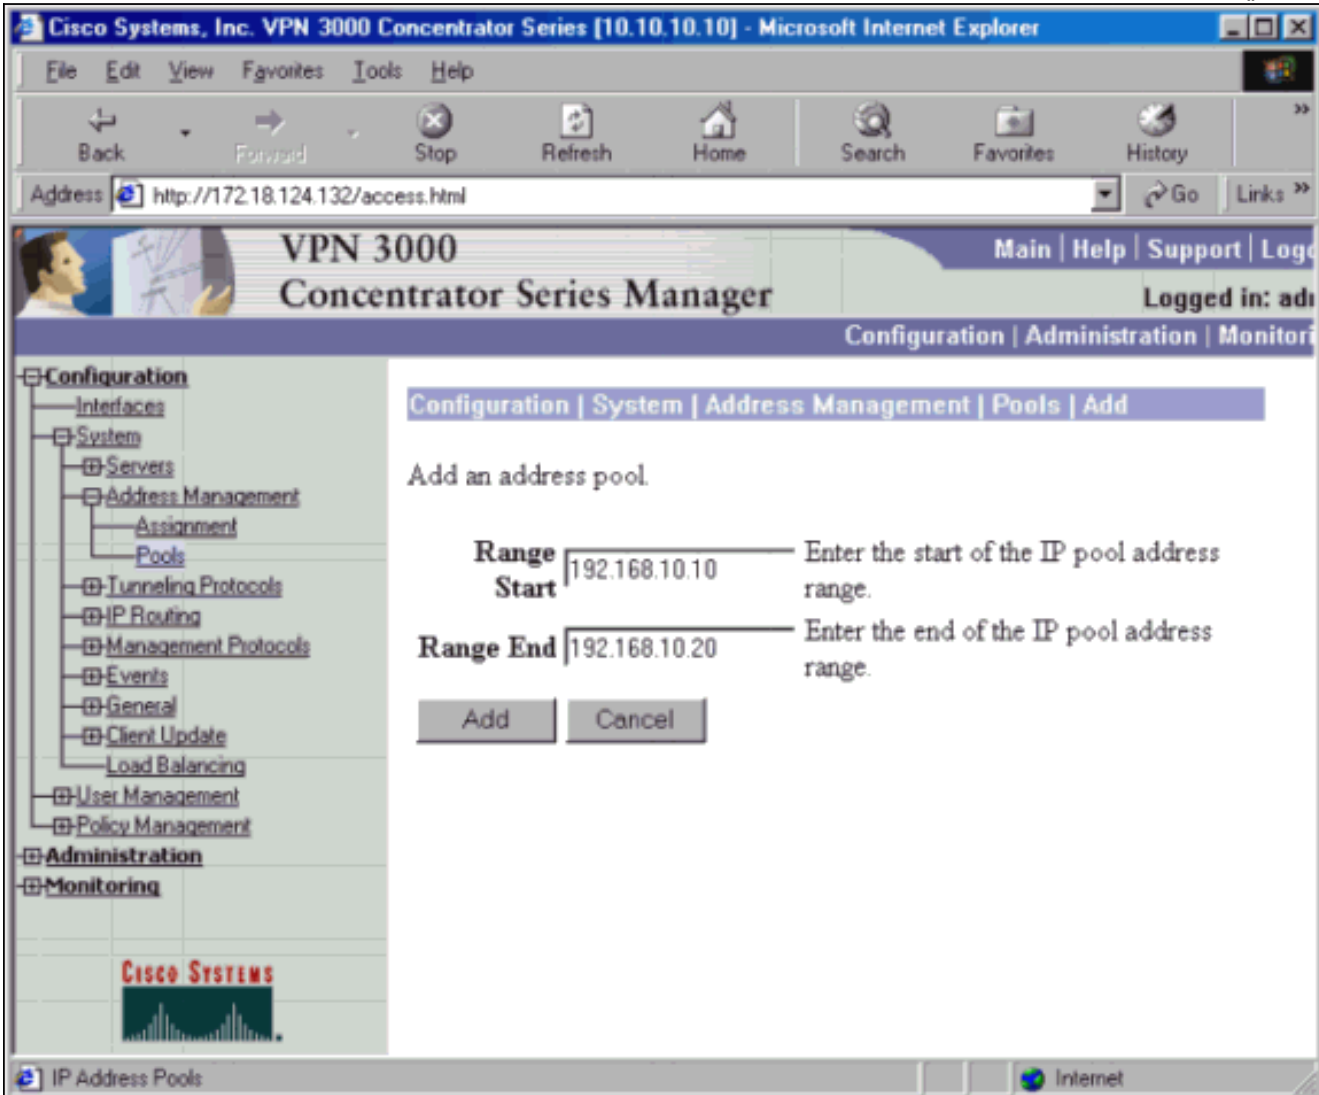 Cisco Systems, Inc. VPN 3000 Concentrator Series [10.10.10.10] - Microsoft Internet Explorer
File Edit View Favorites Tools Help
Back Forward Stop Refresh Home Search Favorites History »
Address http://172.18.124.132/access.html Go Links »
VPN 3000
Concentrator Series Manager
Main | Help | Support | Logo
Logged in: adm
Configuration | Administration | Monitori
Configuration
Interfaces
System
Servers
Address Management
Assignment
Pools
Tunneling Protocols
IP Routing
Management Protocols
Events
General
Client Update
Load Balancing
User Management
Policy Management
Administration
Monitoring
CISCO SYSTEMS
Configuration | System | Address Management | Pools | Add
Add an address pool.
Range Start 192.168.10.10 Enter the start of the IP pool address
range.
Range End 192.168.10.20 Enter the end of the IP pool address
range.
Add Cancel
IP Address Pools Internet